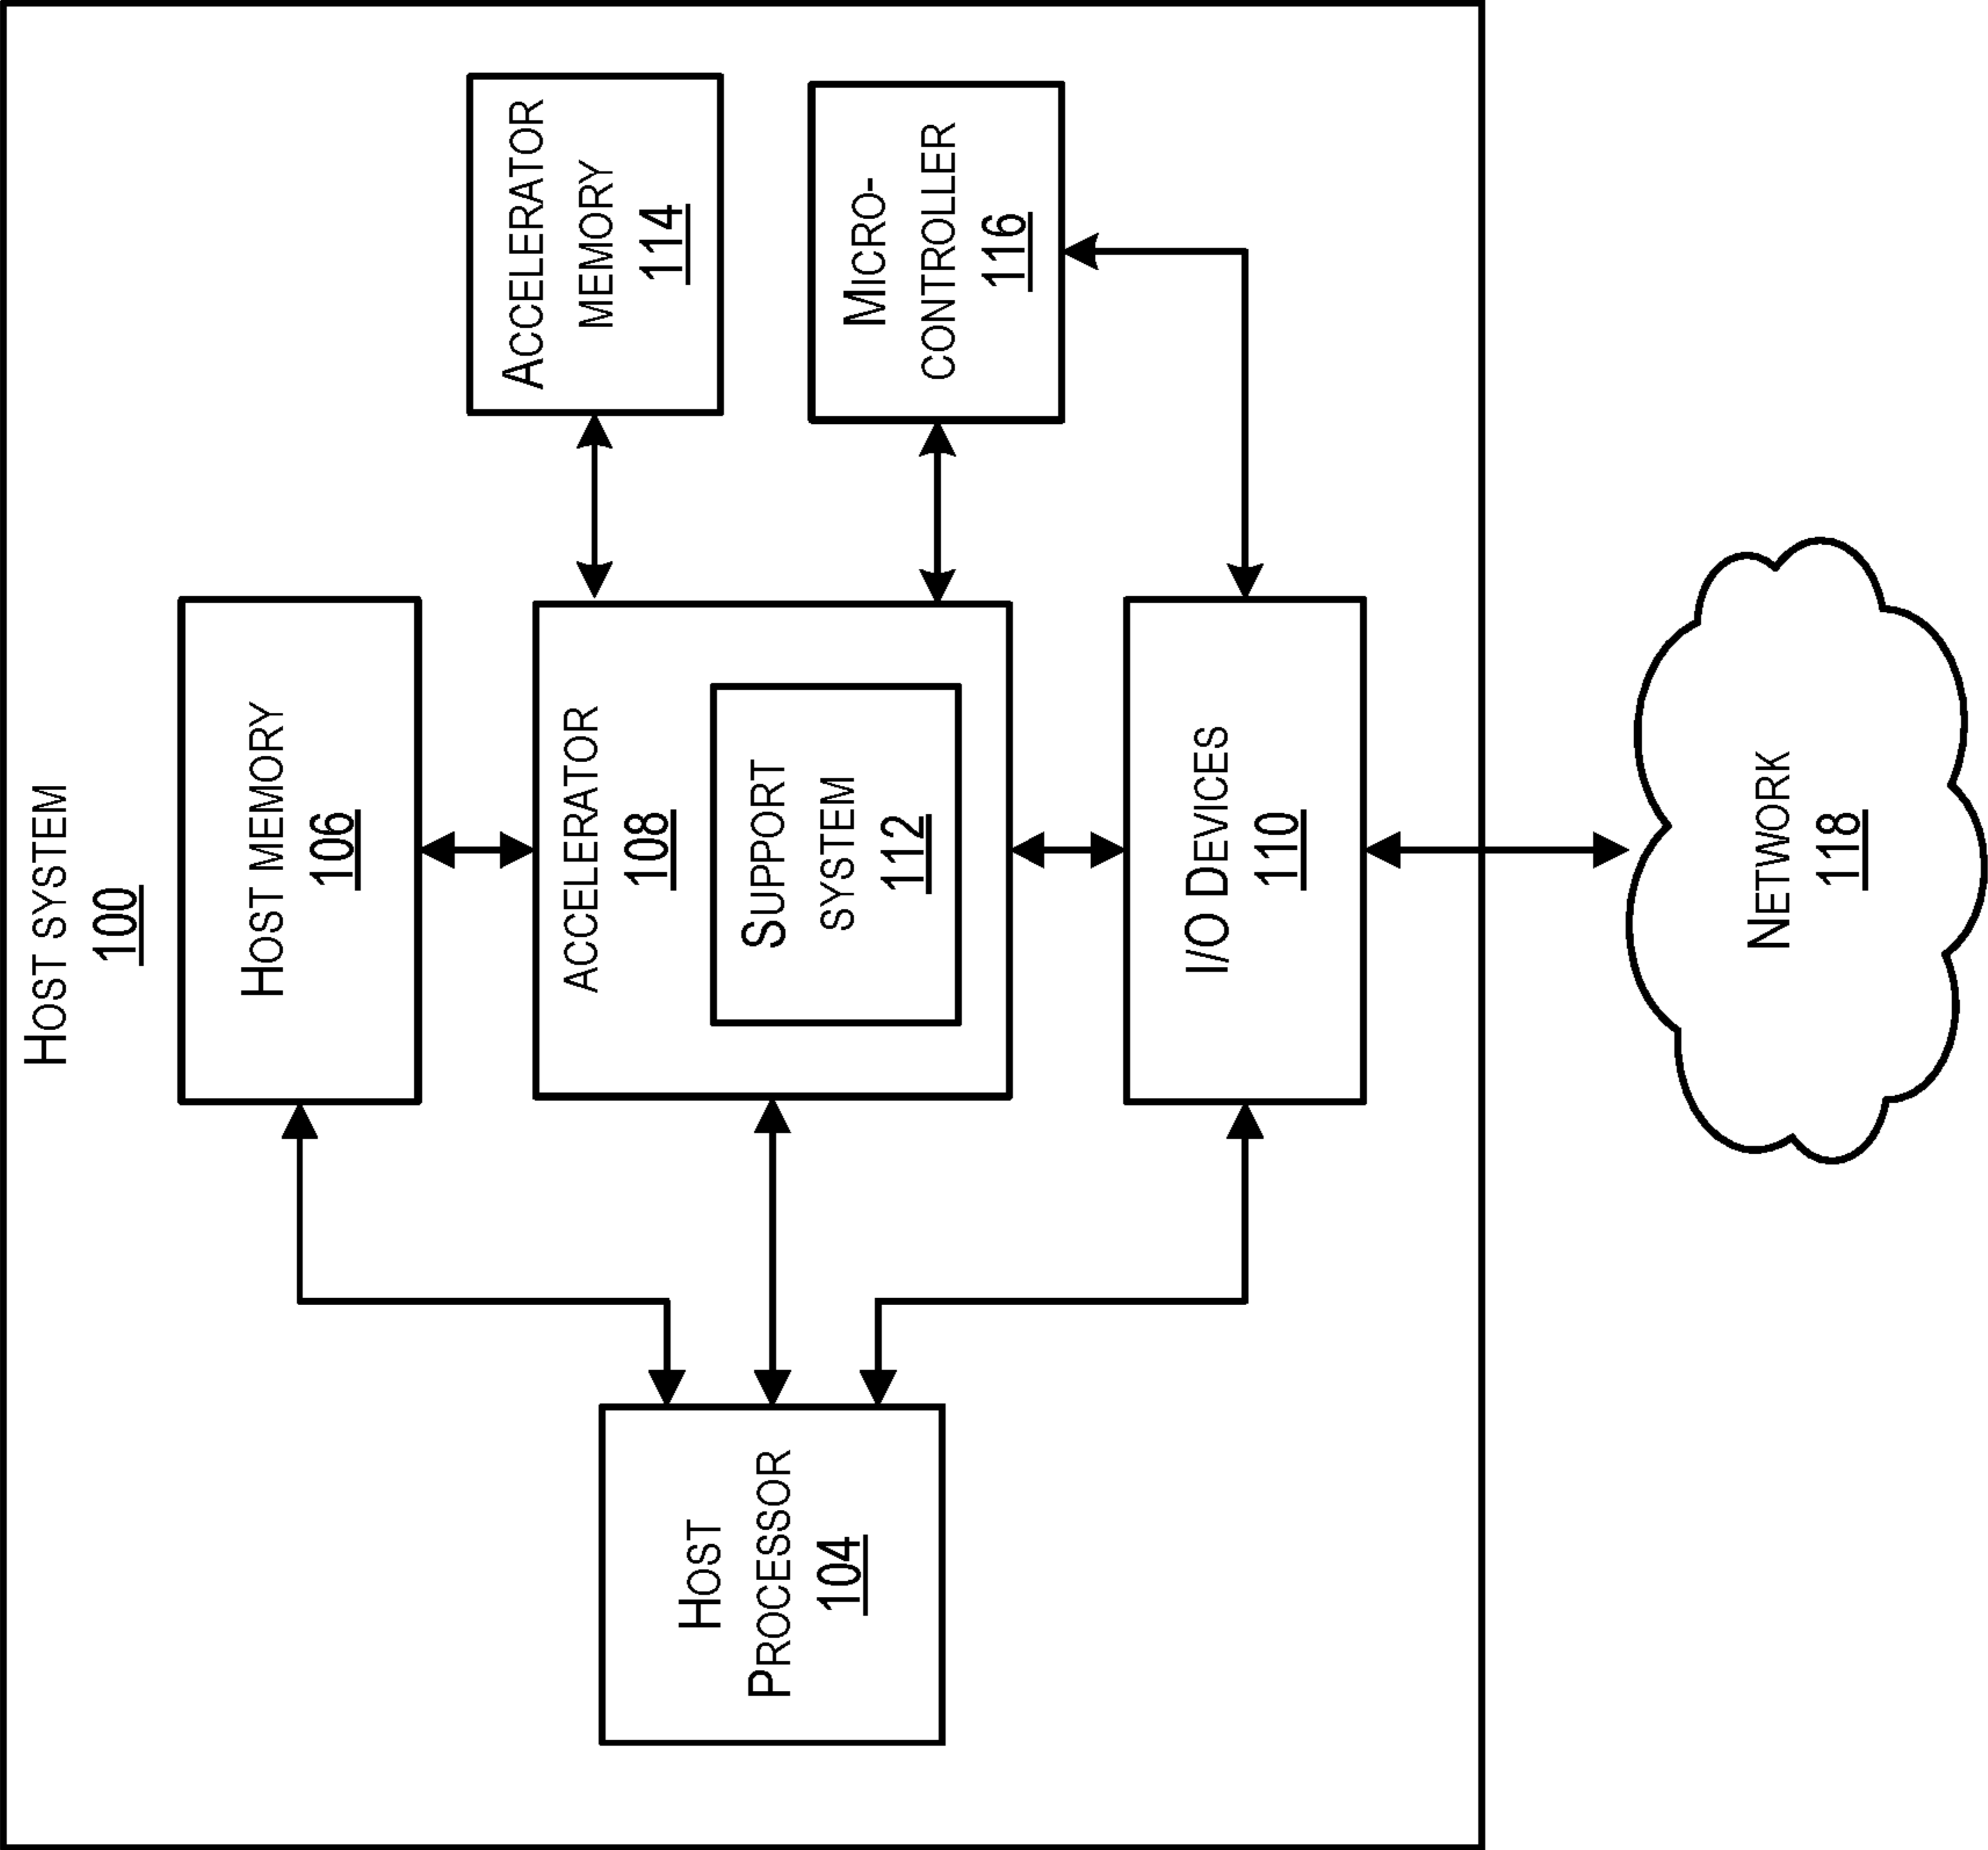 HOST SYSTEM
100
HOST MEMORY
106
HOST
PROCESSOR
104
ACCELERATOR
108
SUPPORT
SYSTEM
112
ACCELERATOR
MEMORY
114
MICRO-
CONTROLLER
116
I/O DEVICES
110
NETWORK
118